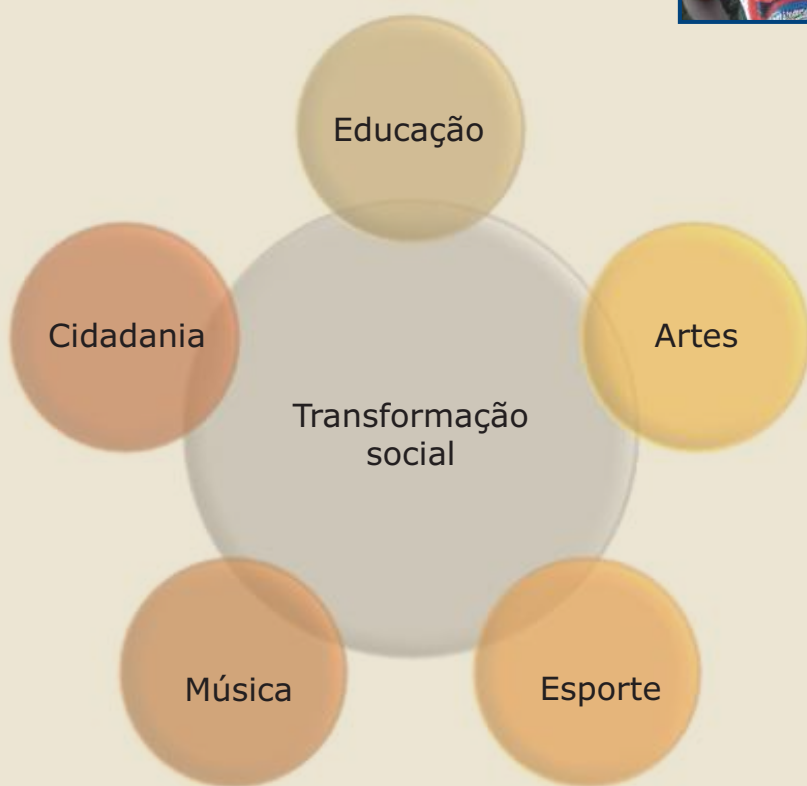 Educação
Cidadania
Artes
Transformação
social
Música
Esporte